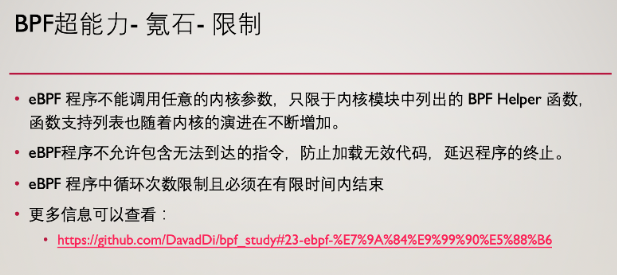 BPF超能力- 氪石- 限制
• eBPF 程序不能调用任意的内核参数，只限于内核模块中列出的 BPF Helper 函数，
函数支持列表也随着内核的演进在不断增加。
• eBPF程序不允许包含无法到达的指令，防止加载无效代码，延迟程序的终止。
• eBPF 程序中循环次数限制且必须在有限时间内结束
• 更多信息可以查看：
• https://github.com/DavadDi/bpf_study#23-ebpf-%E7%9A%84%E9%99%90%E5%88%B6